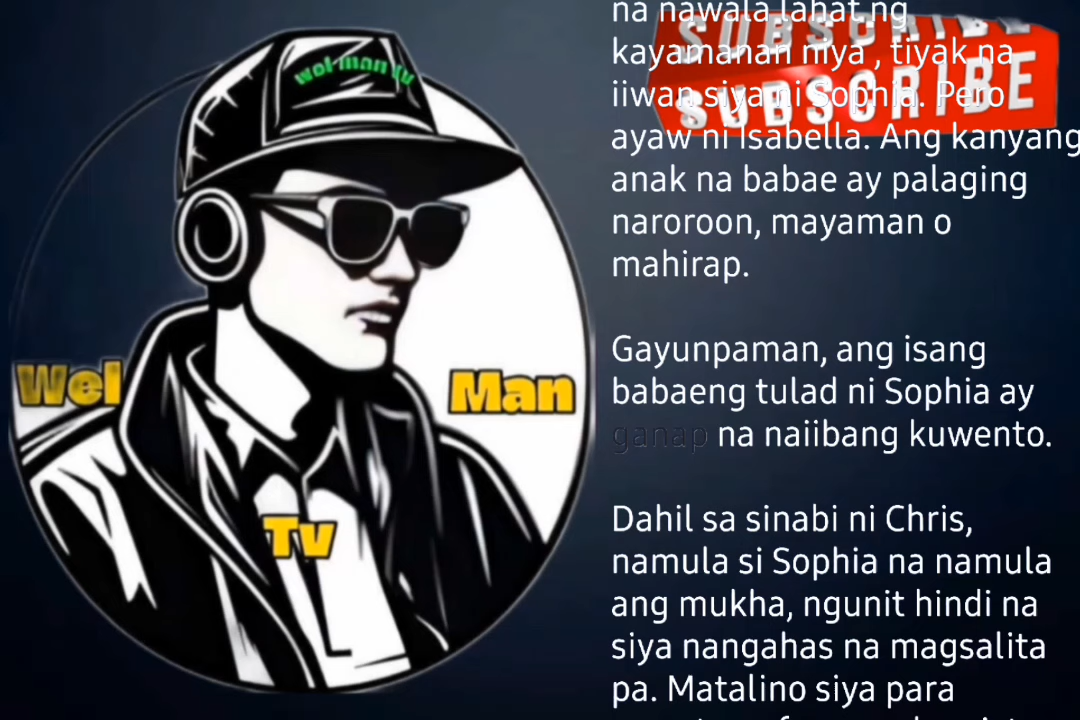 wel man tv
Wel
Man
Tv
SUBSCRIBE
SUBSCRIBE
na nawala lahat ng
kayamanan niya, tiyak na
iiwan siya ni Sophia. Pero
ayaw ni Isabella. Ang kanyang
anak na babae ay palaging
naroroon, mayaman o
mahirap.
Gayunpaman, ang isang
babaeng tulad ni Sophia ay
ganap na naiibang kuwento.
Dahil sa sinabi ni Chris,
namula si Sophia na namula
ang mukha, ngunit hindi na
siya nangahas na magsalita
pa. Matalino siya para